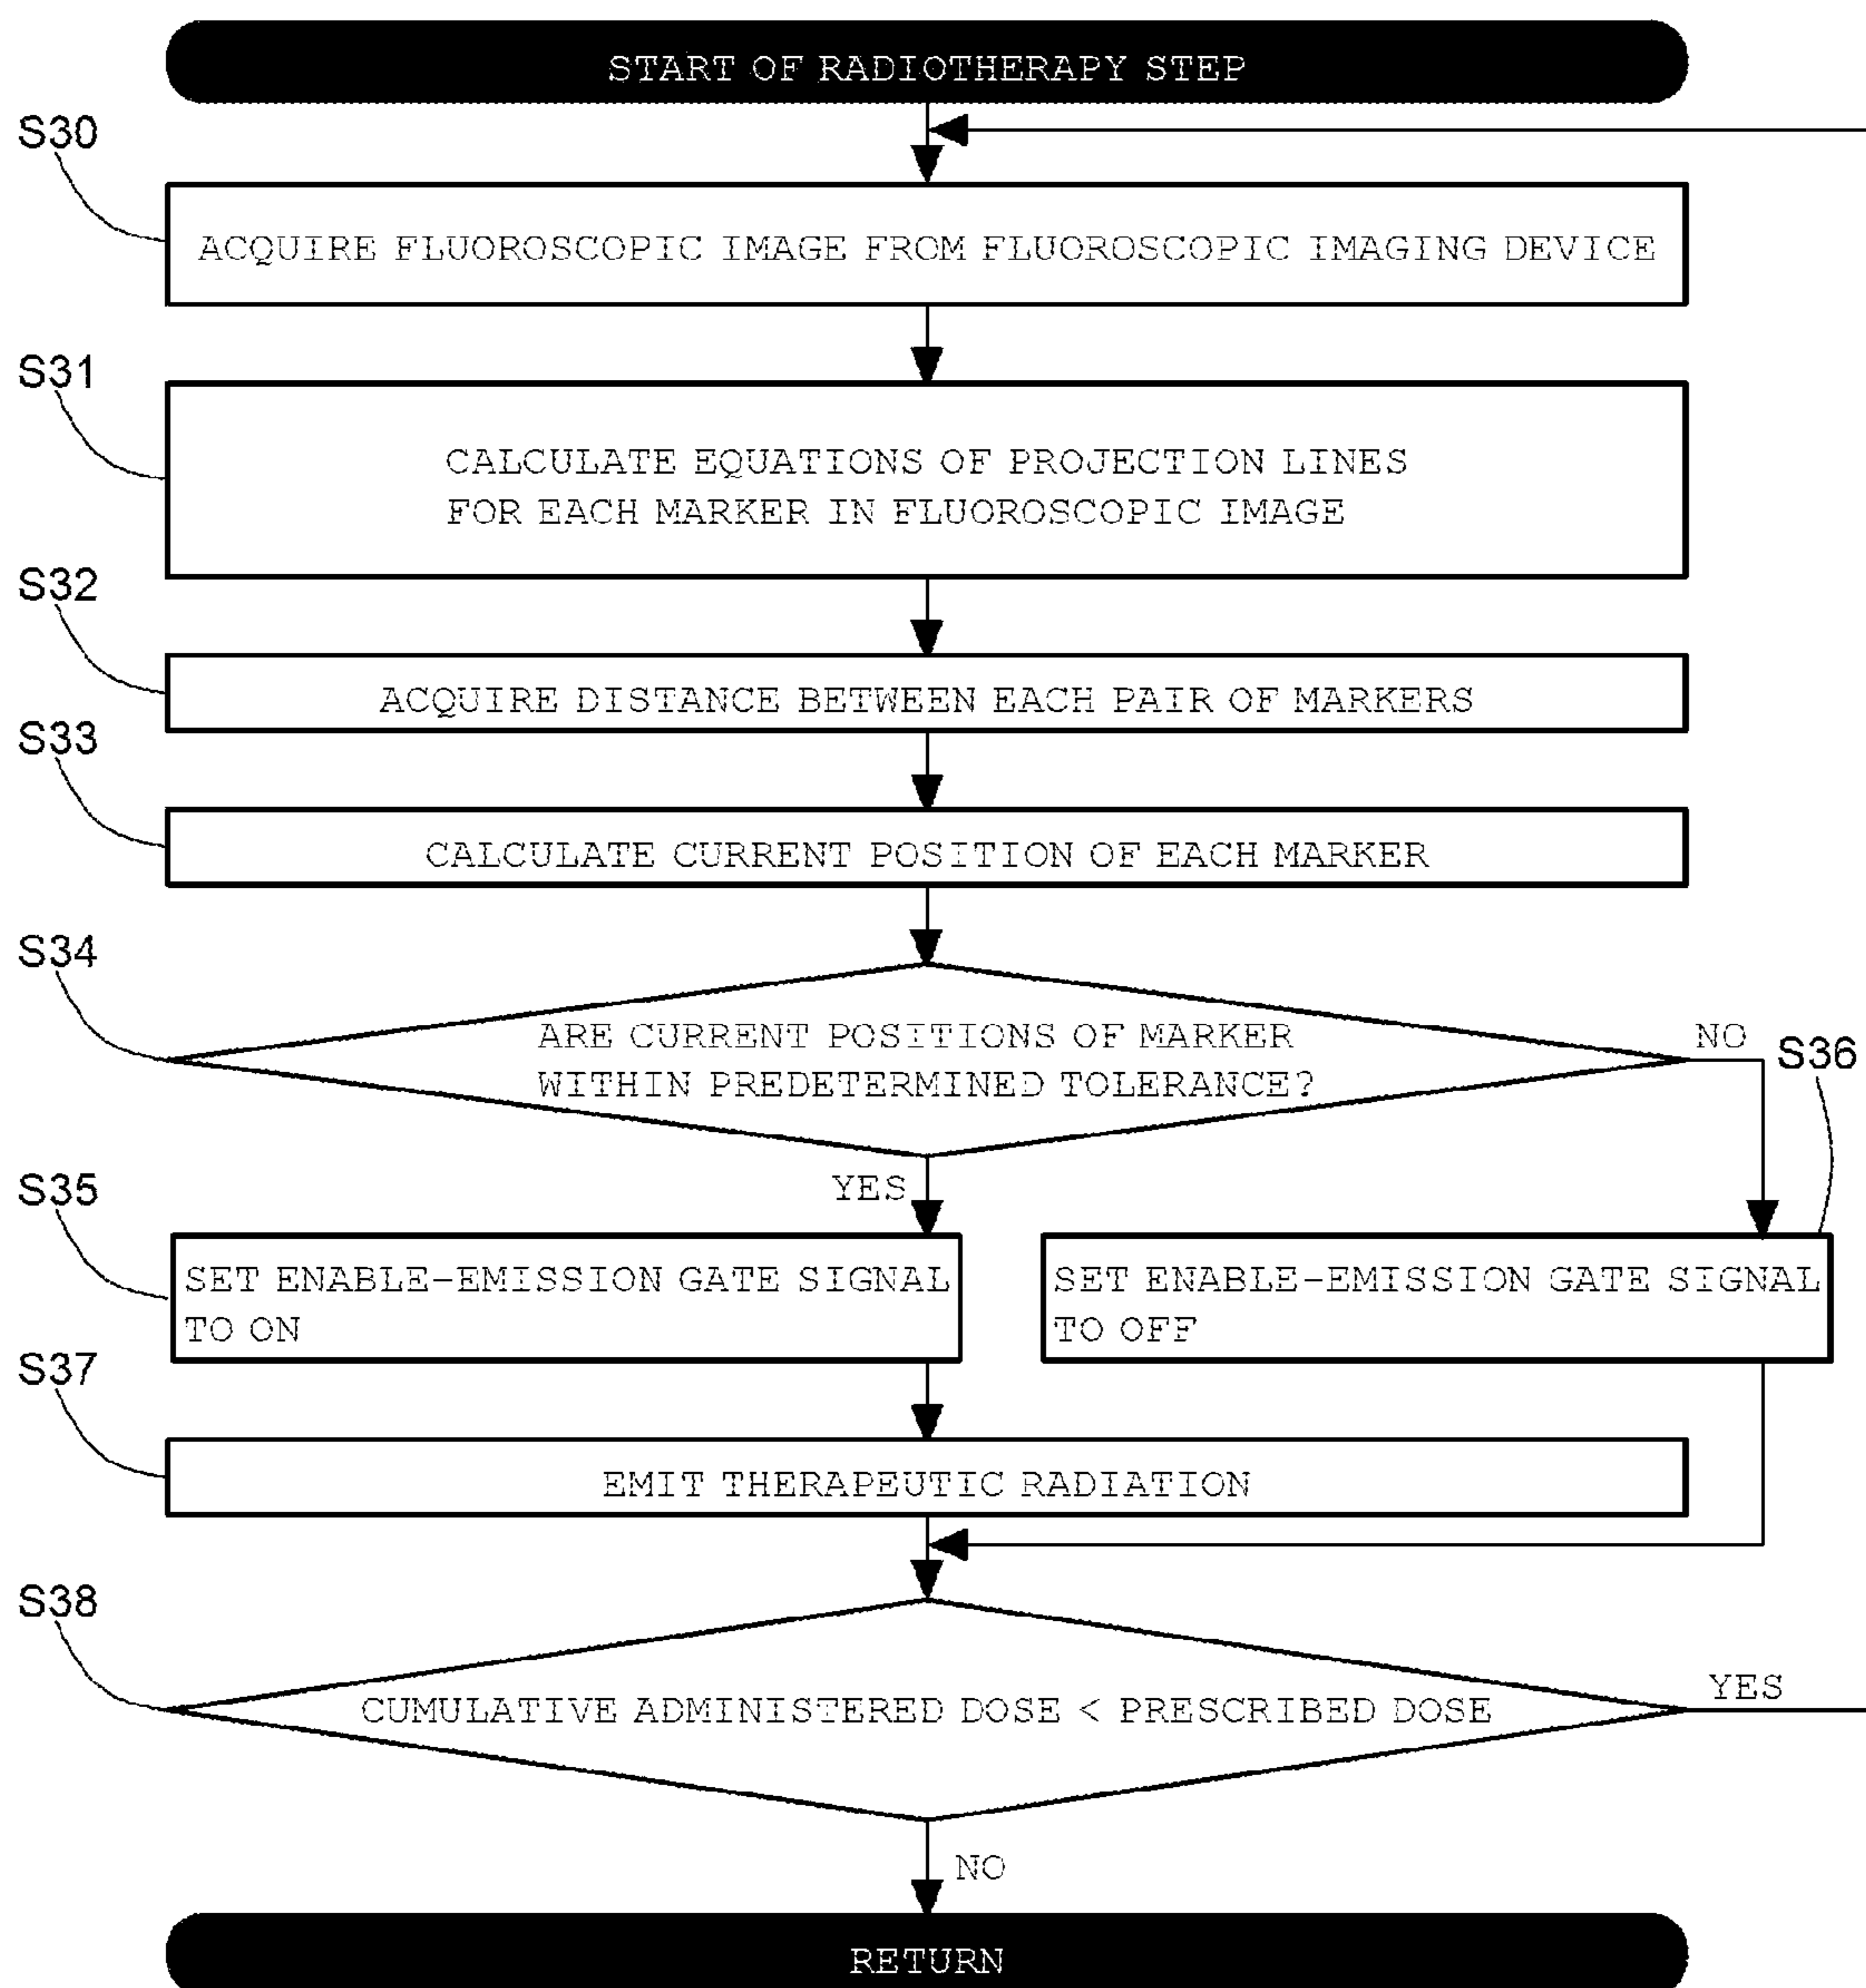 START OF RADIOTHERAPY STEP
S30
ACQUIRE FLUOROSCOPIC IMAGE FROM FLUOROSCOPIC IMAGING DEVICE
S31
CALCULATE EQUATIONS OF PROJECTION LINES
FOR EACH MARKER IN FLUOROSCOPIC IMAGE
S32
ACQUIRE DISTANCE BETWEEN EACH PAIR OF MARKERS
S33
CALCULATE CURRENT POSITION OF EACH MARKER
S34
ARE CURRENT POSITIONS OF MARKER
WITHIN PREDETERMINED TOLERANCE?
NO
S36
YES
S35
SET ENABLE-EMISSION GATE SIGNAL
TO ON
SET ENABLE-EMISSION GATE SIGNAL
TO OFF
S37
EMIT THERAPEUTIC RADIATION
S38
CUMULATIVE ADMINISTERED DOSE < PRESCRIBED DOSE
YES
NO
RETURN